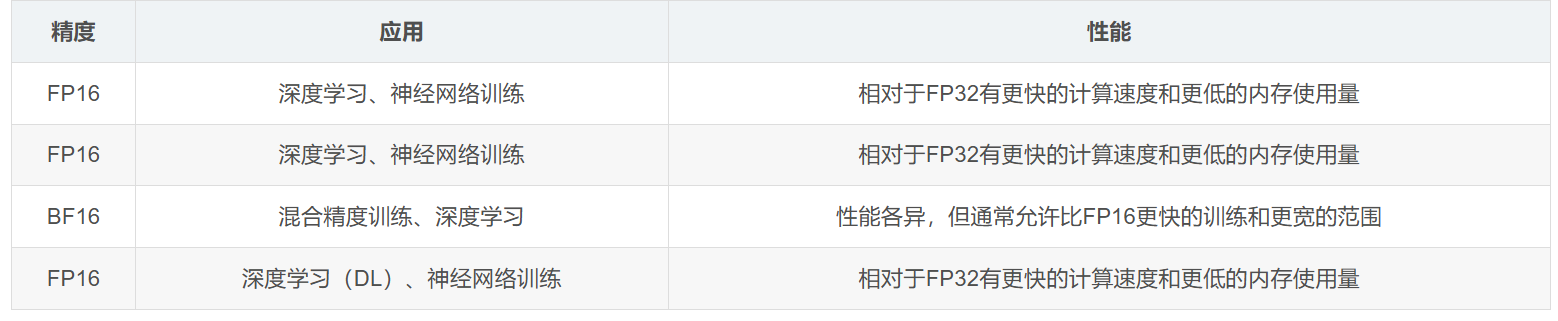 精度 应用 性能
FP16 深度学习、神经网络训练 相对于FP32有更快的计算速度和更低的内存使用量
FP16 深度学习、神经网络训练 相对于FP32有更快的计算速度和更低的内存使用量
BF16 混合精度训练、深度学习 性能各异，但通常允许比FP16更快的训练和更宽的范围
FP16 深度学习（DL）、神经网络训练 相对于FP32有更快的计算速度和更低的内存使用量